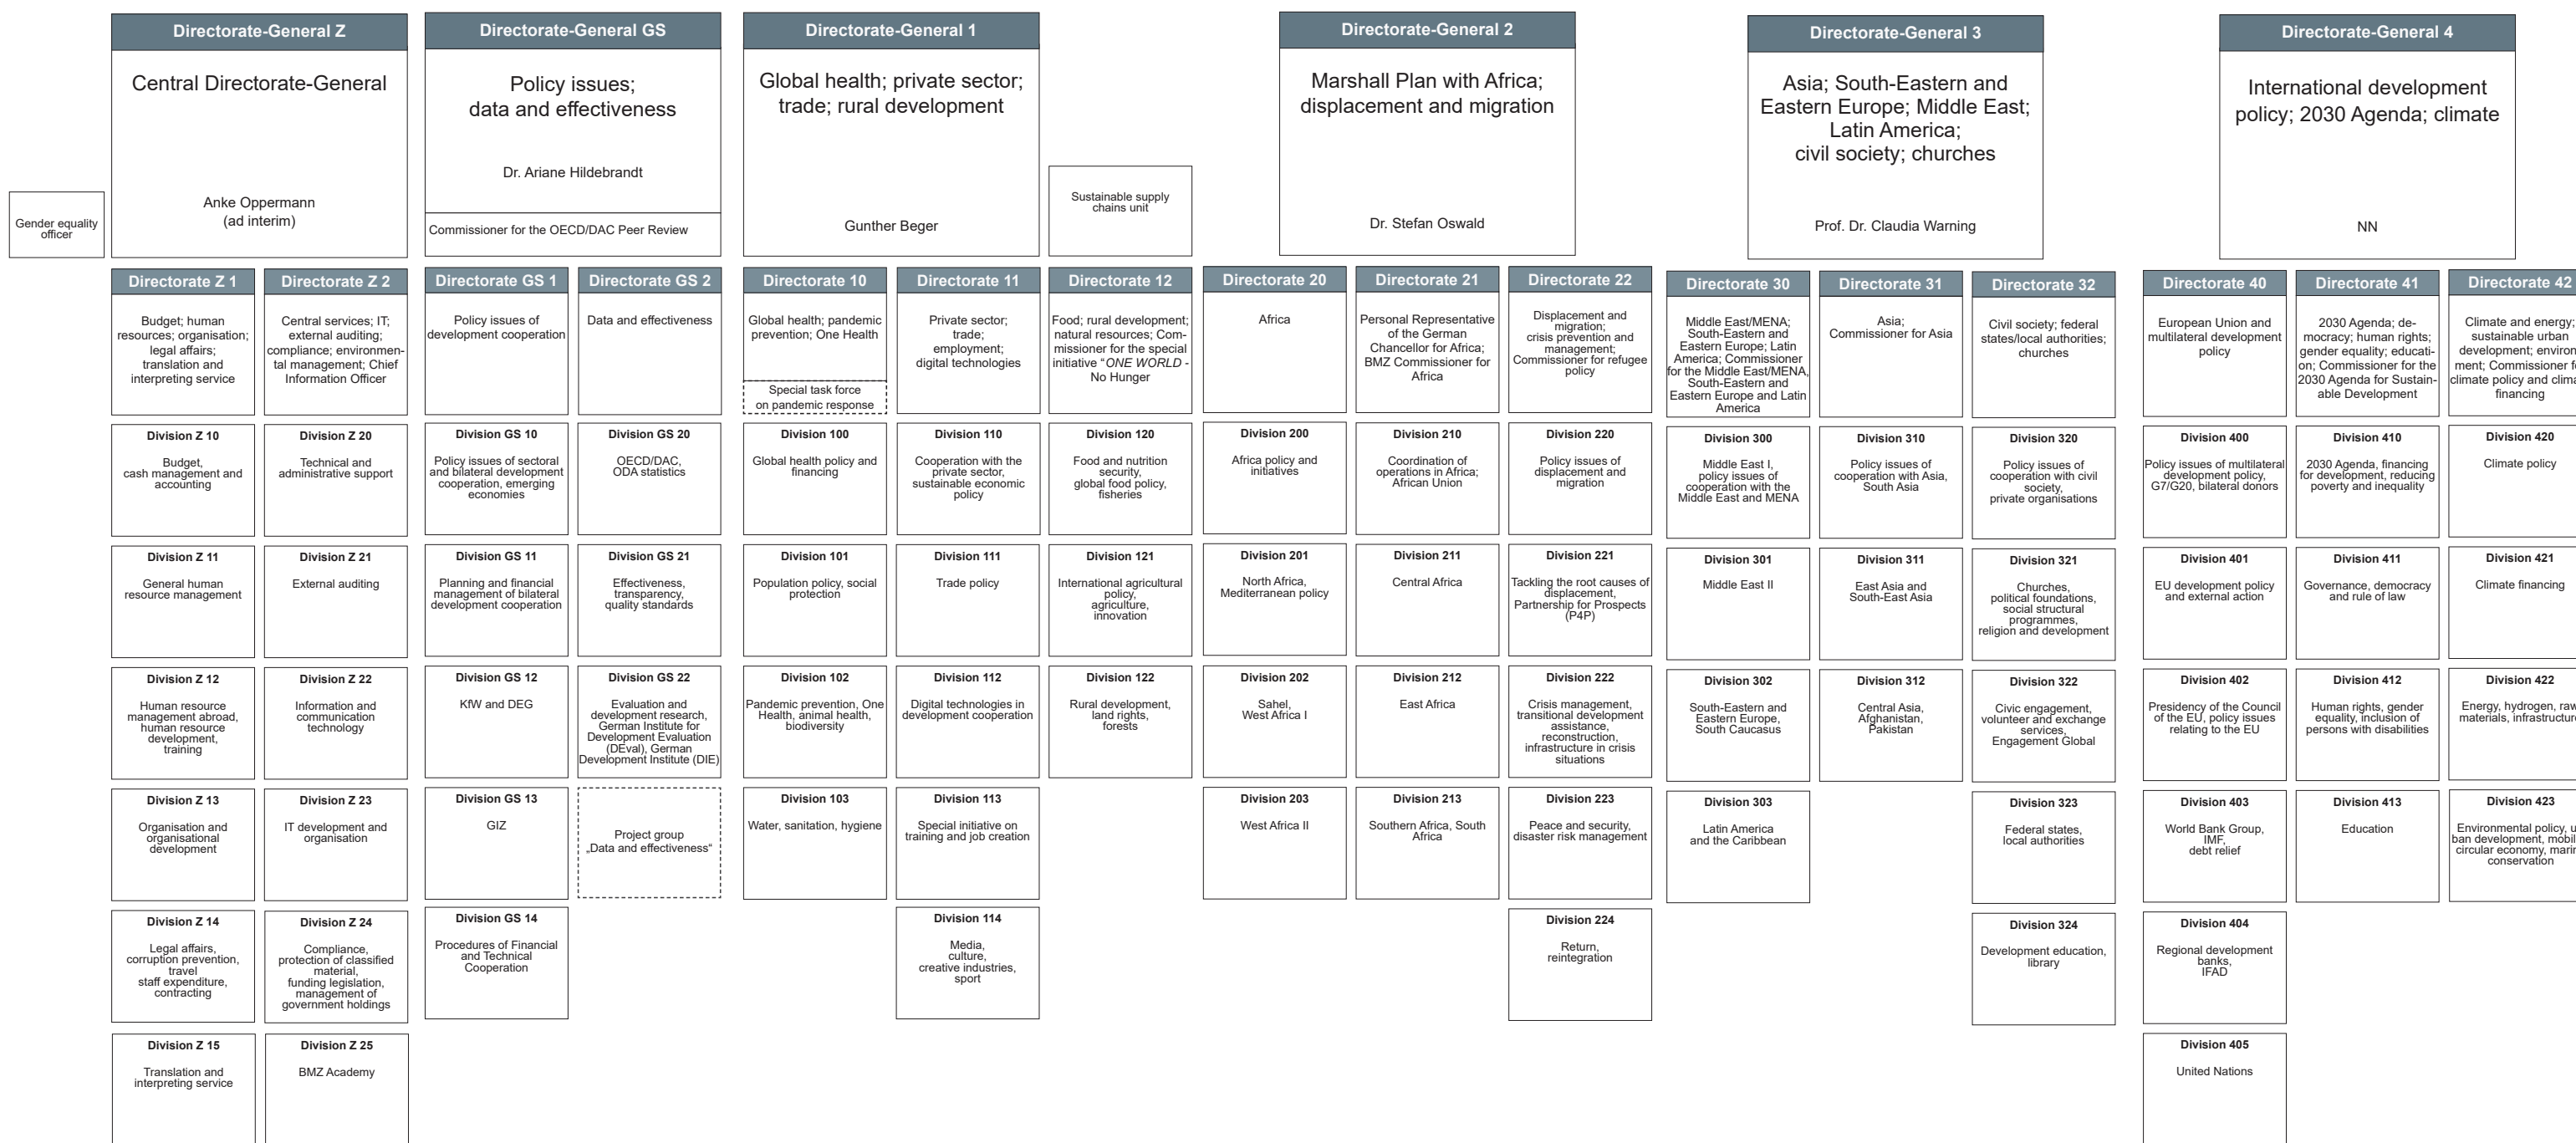 Directorate-General Z
Central Directorate-General
Anke Oppermann
(ad interim)
Gender equality
officer
Directorate-General GS
Policy issues;
data and effectiveness
Dr. Ariane Hildebrandt
Commissioner for the OECD/DAC Peer Review
Directorate-General 1
Global health; private sector;
trade; rural development
Gunther Beger
Sustainable supply
chains unit
Directorate-General 2
Marshall Plan with Africa;
displacement and migration
Dr. Stefan Oswald
Directorate-General 3
Asia; South-Eastern and
Eastern Europe; Middle East;
Latin America;
civil society; churches
Prof. Dr. Claudia Warning
Directorate-General 4
International development
policy; 2030 Agenda; climate
NN
Directorate Z 1
Budget; human
resources; organisation;
legal affairs;
translation and
interpreting service
Division Z 10
Budget,
cash management and
accounting
Division Z 11
General human
resource management
Division Z 12
Human resource
management abroad,
human resource
development,
training
Division Z 13
Organisation and
organisational
development
Division Z 14
Legal affairs,
corruption prevention,
travel
staff expenditure,
contracting
Division Z 15
Translation and
interpreting service
Directorate Z 2
Central services; IT;
external auditing;
compliance; environmen-
tal management; Chief
Information Officer
Division Z 20
Technical and
administrative support
Division Z 21
External auditing
Division Z 22
Information and
communication
technology
Division Z 23
IT development and
organisation
Division Z 24
Compliance,
protection of classified
material,
funding legislation,
management of
government holdings
Division Z 25
BMZ Academy
Directorate GS 1
Policy issues of
development cooperation
Division GS 10
Policy issues of sectoral
and bilateral development
cooperation, emerging
economies
Division GS 11
Planning and financial
management of bilateral
development cooperation
Division GS 12
KfW and DEG
Division GS 13
GIZ
Division GS 14
Procedures of Financial
and Technical
Cooperation
Directorate GS 2
Data and effectiveness
Division GS 20
OECD/DAC,
ODA statistics
Division GS 21
Effectiveness,
transparency,
quality standards
Division GS 22
Evaluation and
development research,
German Institute for
Development Evaluation
(DEval), German
Development Institute (DIE)
Project group
„Data and effectiveness“
Directorate 10
Global health; pandemic
prevention; One Health
Special task force
on pandemic response
Division 100
Global health policy and
financing
Division 101
Population policy, social
protection
Division 102
Pandemic prevention, One
Health, animal health,
biodiversity
Division 103
Water, sanitation, hygiene
Directorate 11
Private sector;
trade;
employment;
digital technologies
Division 110
Cooperation with the
private sector,
sustainable economic
policy
Division 111
Trade policy
Division 112
Digital technologies in
development cooperation
Division 113
Special initiative on
training and job creation
Division 114
Media,
culture,
creative industries,
sport
Directorate 12
Food; rural development;
natural resources; Com-
missioner for the special
initiative “ONE WORLD -
No Hunger
Division 120
Food and nutrition
security,
global food policy,
fisheries
Division 121
International agricultural
policy,
agriculture,
innovation
Division 122
Rural development,
land rights,
forests
Directorate 20
Africa
Division 200
Africa policy and
initiatives
Division 201
North Africa,
Mediterranean policy
Division 202
Sahel,
West Africa I
Division 203
West Africa II
Directorate 21
Personal Representative
of the German
Chancellor for Africa;
BMZ Commissioner for
Africa
Division 210
Coordination of
operations in Africa;
African Union
Division 211
Central Africa
Division 212
East Africa
Division 213
Southern Africa, South
Africa
Directorate 22
Displacement and
migration;
crisis prevention and
management;
Commissioner for refugee
policy
Division 220
Policy issues of
displacement and
migration
Division 221
Tackling the root causes of
displacement,
Partnership for Prospects
(P4P)
Division 222
Crisis management,
transitional development
assistance,
reconstruction,
infrastructure in crisis
situations
Division 223
Peace and security,
disaster risk management
Division 224
Return,
reintegration
Directorate 30
Middle East/MENA;
South-Eastern and
Eastern Europe; Latin
America; Commissioner
for the Middle East/MENA,
South-Eastern and
Eastern Europe and Latin
America
Division 300
Middle East I,
policy issues of
cooperation with the
Middle East and MENA
Division 301
Middle East II
Division 302
South-Eastern and
Eastern Europe,
South Caucasus
Division 303
Latin America
and the Caribbean
Directorate 31
Asia;
Commissioner for Asia
Division 310
Policy issues of
cooperation with Asia,
South Asia
Division 311
East Asia and
South-East Asia
Division 312
Central Asia,
Afghanistan,
Pakistan
Directorate 32
Civil society; federal
states/local authorities;
churches
Division 320
Policy issues of
cooperation with civil
society,
private organisations
Division 321
Churches,
political foundations,
social structural
programmes,
religion and development
Division 322
Civic engagement,
volunteer and exchange
services,
Engagement Global
Division 323
Federal states,
local authorities
Division 324
Development education,
library
Directorate 40
European Union and
multilateral development
policy
Division 400
Policy issues of multilateral
development policy,
G7/G20, bilateral donors
Division 401
EU development policy
and external action
Division 402
Presidency of the Council
of the EU, policy issues
relating to the EU
Division 403
World Bank Group,
IMF,
debt relief
Division 404
Regional development
banks,
IFAD
Division 405
United Nations
Directorate 41
2030 Agenda; de-
mocracy; human rights;
gender equality; educati-
on; Commissioner for the
2030 Agenda for Sustain-
able Development
Division 410
2030 Agenda, financing
for development, reducing
poverty and inequality
Division 411
Governance, democracy
and rule of law
Division 412
Human rights, gender
equality, inclusion of
persons with disabilities
Division 413
Education
Directorate 42
Climate and energy;
sustainable urban
development; environ
ment; Commissioner
climate policy and
financing
Division 420
Climate policy
Division 421
Climate financing
Division 422
Energy, hydrogen, raw
materials,
Division 423
Environmental policy,
ban development,
circular economy,
conservation